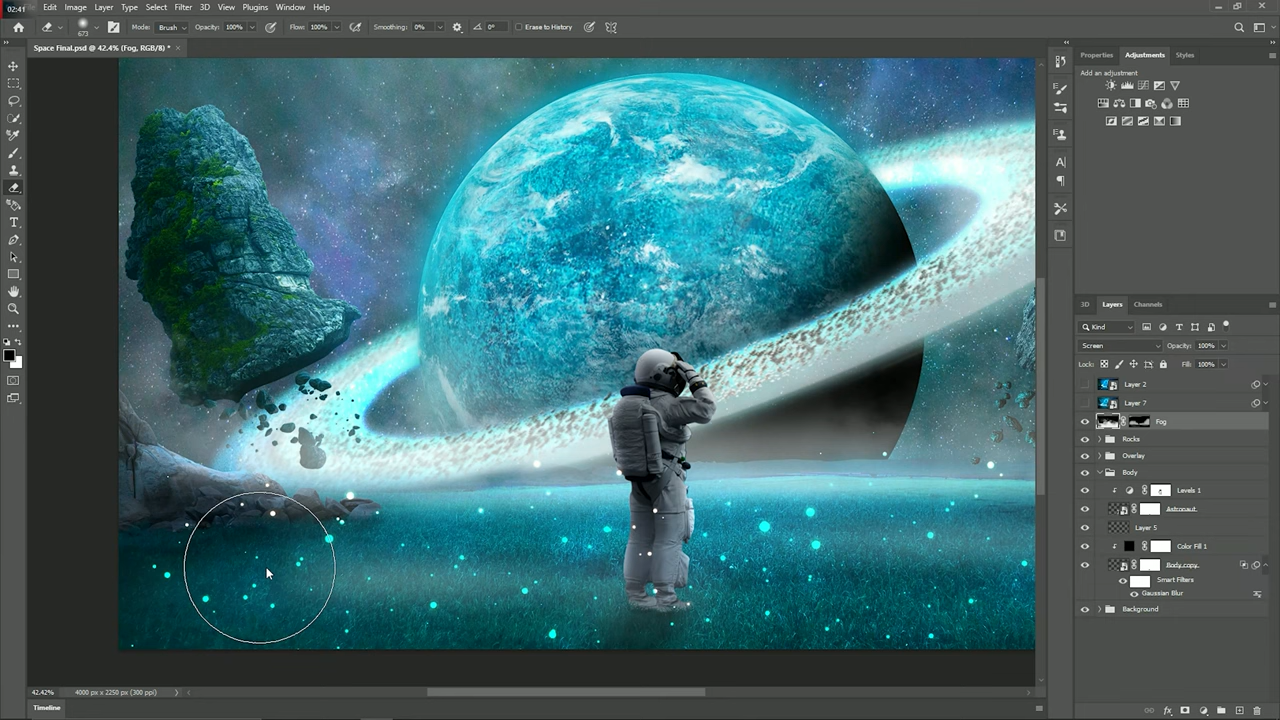 02:41
Edit Image Layer Type Select Filter 3D View Plugins Window Help
673 Mode: Brush Opacity: 100% Flow: 100% Smoothing: 0% 0° Erase to History
Space Final.psd @ 42.4% (Fog, RGB/8) *
Properties Adjustments Styles
Add an adjustment
3D Layers Channels
Kind
Screen Opacity: 100%
Lock: Fill: 100%
Layer 2
Layer 7
Fog
Rocks
Overlay
Body
Levels 1
Astronaut
Layer 5
Color Fill 1
Body copy
Smart Filters
Gaussian Blur
Background
42.42% 4000 px x 2250 px (300 ppi)
Timeline